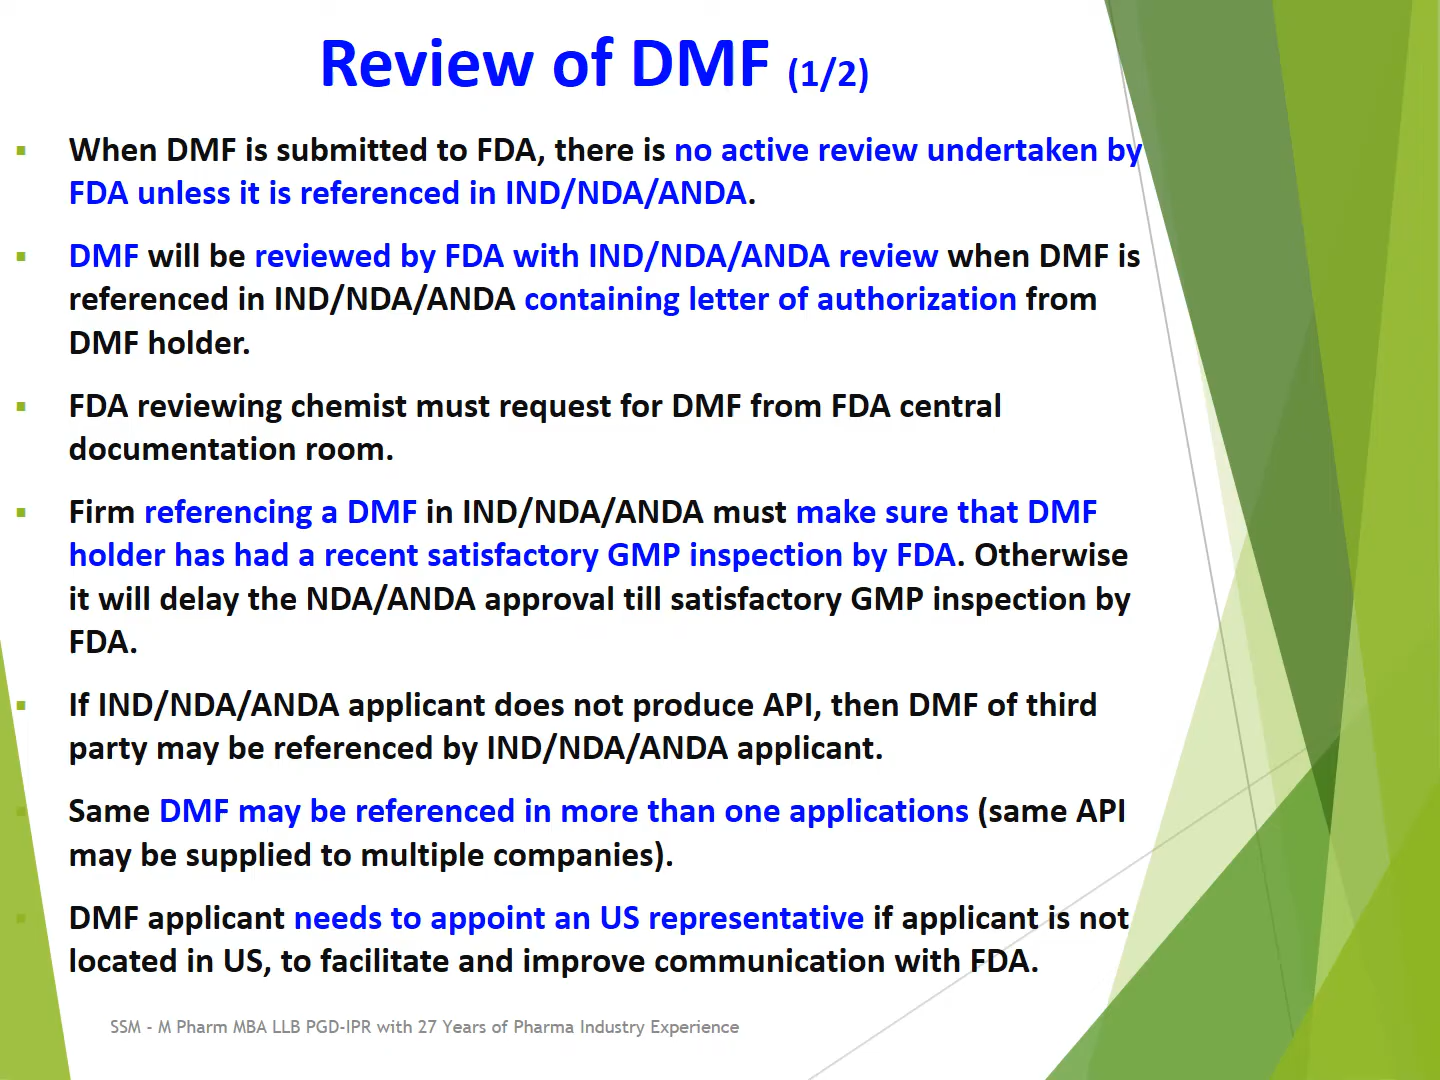 Review of DMF (1/2)
When DMF is submitted to FDA, there is no active review undertaken by
FDA unless it is referenced in IND/NDA/ANDA.
DMF will be reviewed by FDA with IND/NDA/ANDA review when DMF is
referenced in IND/NDA/ANDA containing letter of authorization from
DMF holder.
FDA reviewing chemist must request for DMF from FDA central
documentation room.
Firm referencing a DMF in IND/NDA/ANDA must make sure that DMF
holder has had a recent satisfactory GMP inspection by FDA. Otherwise
it will delay the NDA/ANDA approval till satisfactory GMP inspection by
FDA.
If IND/NDA/ANDA applicant does not produce API, then DMF of third
party may be referenced by IND/NDA/ANDA applicant.
Same DMF may be referenced in more than one applications (same API
may be supplied to multiple companies).
DMF applicant needs to appoint an US representative if applicant is not
located in US, to facilitate and improve communication with FDA.
SSM - M Pharm MBA LLB PGD-IPR with 27 Years of Pharma Industry Experience